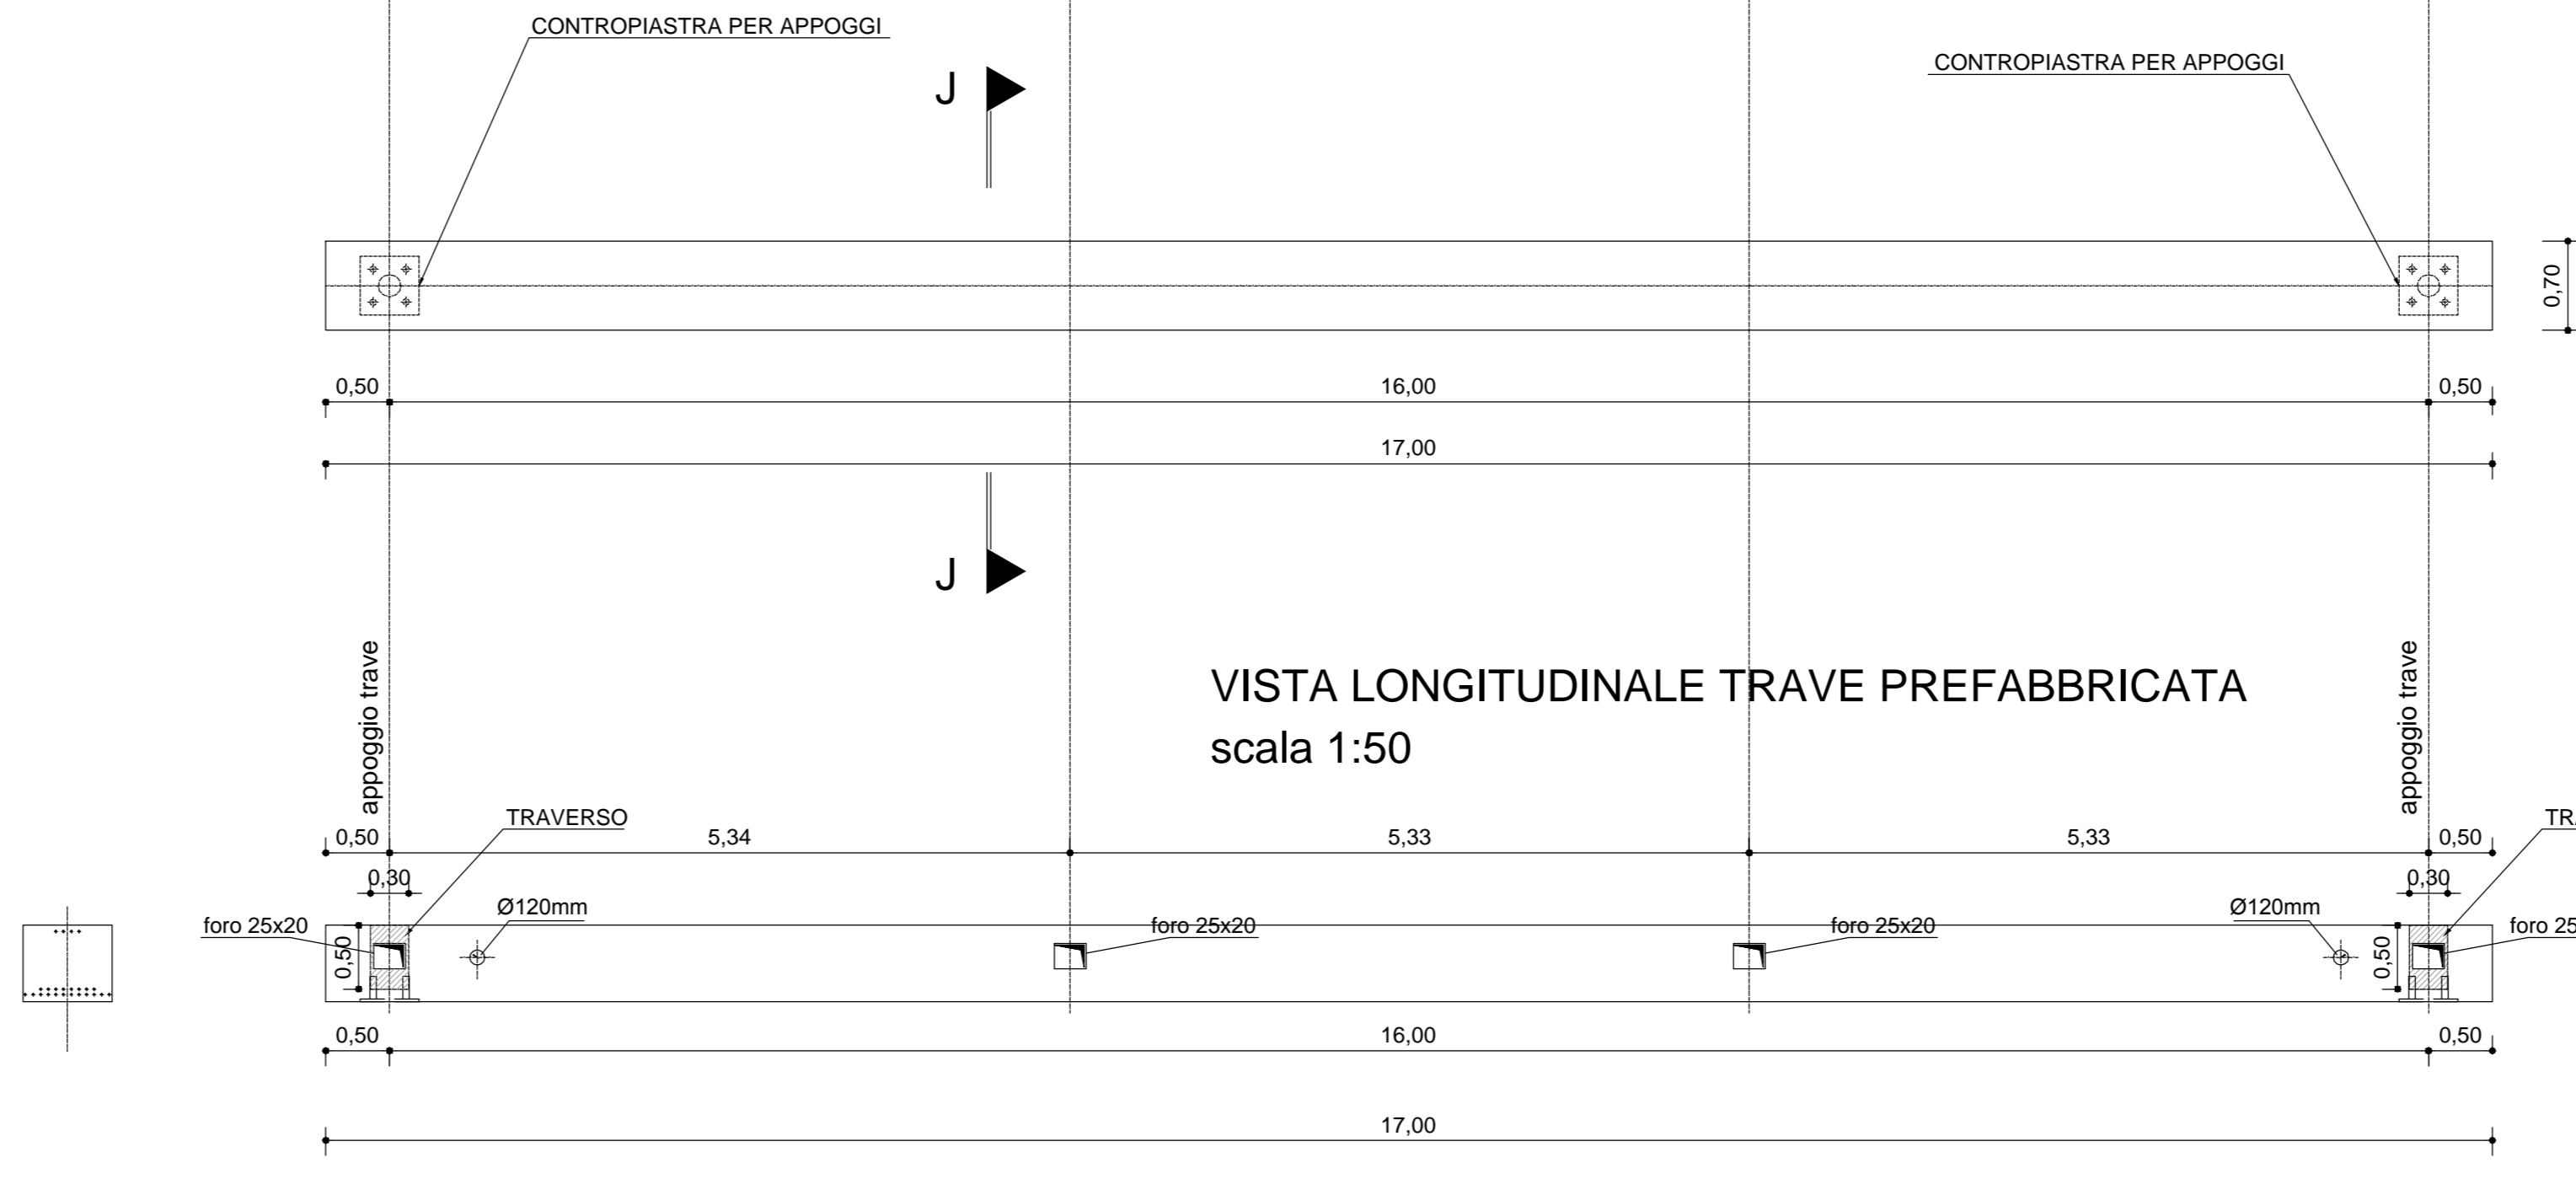 CONTROPIASTRA PER APPOGGI
CONTROPIASTRA PER APPOGGI
J
0,70
0,50
16,00
0,50
17,00
J
appoggio trave
appoggio trave
VISTA LONGITUDINALE TRAVE PREFABBRICATA
scala 1:50
TRAVERSO
TRA
0,50
5,34
5,33
5,33
0,50
0,30
0,30
Ø120mm
Ø120mm
foro 25x20
foro 25x20
foro 25x20
foro 25
0,50
0,50
0,50
16,00
0,50
17,00